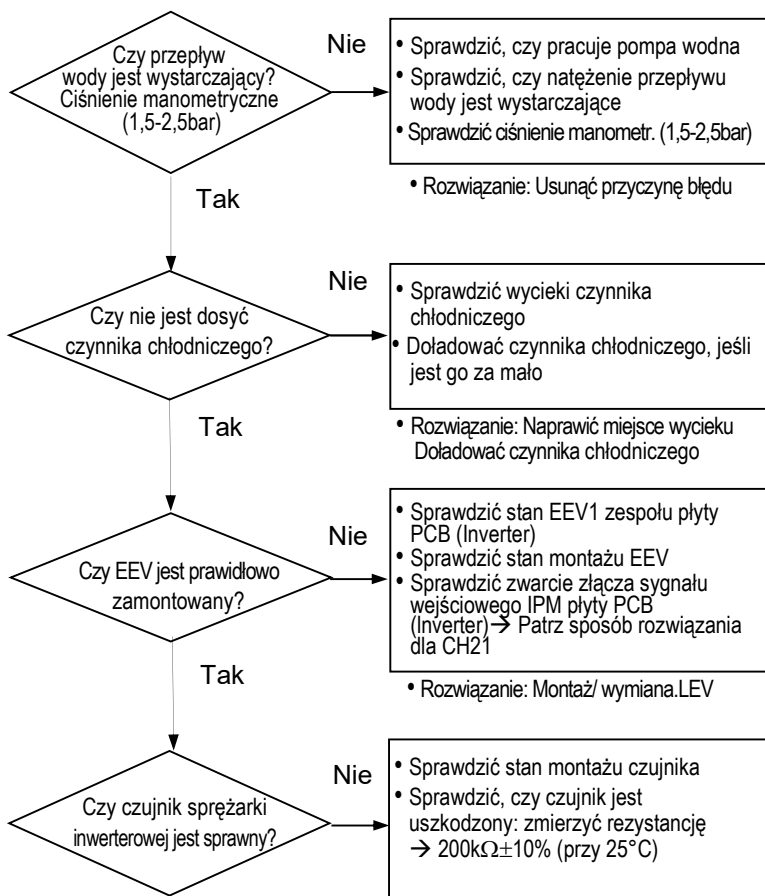 Czy przepływ
wody jest wystarczający?
Ciśnienie manometryczne
(1,5-2,5bar)
Nie
• Sprawdzić, czy pracuje pompa wodna
• Sprawdzić, czy natężenie przepływu
wody jest wystarczające
• Sprawdzić ciśnienie manometr. (1,5-2,5bar)
• Rozwiązanie: Usunąć przyczynę błędu
Tak
Czy nie jest dosyć
czynnika chłodniczego?
Nie
• Sprawdzić wycieki czynnika
chłodniczego
• Doładować czynnika chłodniczego, jeśli
jest go za mało
• Rozwiązanie: Naprawić miejsce wycieku
Doładować czynnika chłodniczego
Tak
Czy EEV jest prawidłowo
zamontowany?
Nie
• Sprawdzić stan EEV1 zespołu płyty
PCB (Inverter)
• Sprawdzić stan montażu EEV
• Sprawdzić zwarcie złącza sygnału
wejściowego IPM płyty PCB
(Inverter)→ Patrz sposób rozwiązania
dla CH21
• Rozwiązanie: Montaż/ wymiana.LEV
Tak
Czy czujnik sprężarki
inwerterowej jest sprawny?
Nie
• Sprawdzić stan montażu czujnika
• Sprawdzić, czy czujnik jest
uszkodzony: zmierzyć rezystancję
→ 200kΩ±10% (przy 25°C)